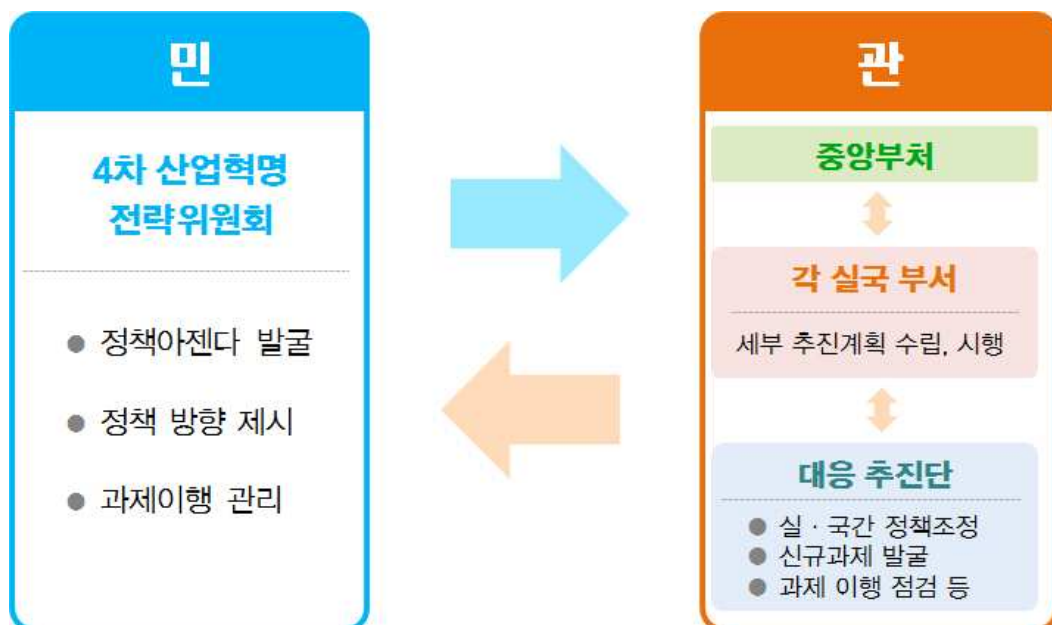 민
4차 산업혁명
전략위원회
● 정책아젠다 발굴
● 정책 방향 제시
● 과제이행 관리
관
중앙부처
각 실국 부서
세부 추진계획 수립, 시행
대응 추진단
● 실 · 국간 정책조정
● 신규과제 발굴
● 과제 이행 점검 등